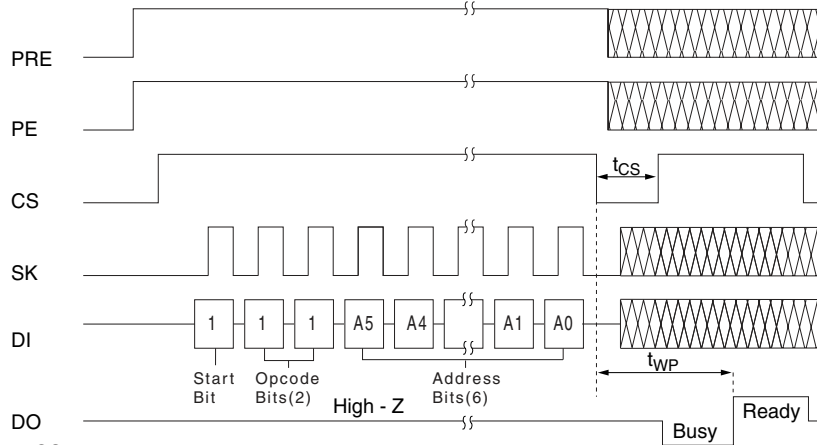 PRE
PE
CS
tCS
SK
DI
1 1 1 A5 A4 A1 A0
Start Bit
Opcode Bits(2)
Address Bits(6)
tWP
DO
High - Z
Busy
Ready